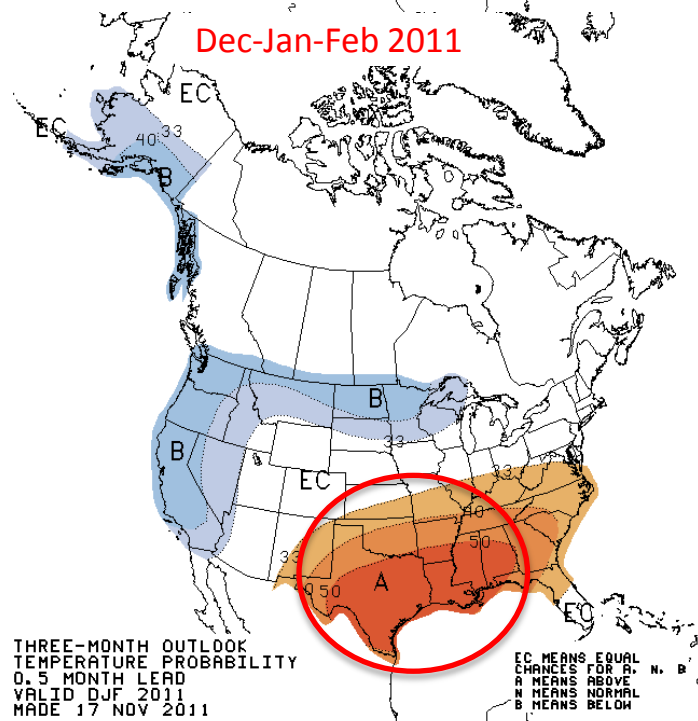 Dec-Jan-Feb 2011
EC
EC
40 33
B
B
B
33
EC
33
40
50
33
40 50
A
EC
THREE-MONTH OUTLOOK
TEMPERATURE PROBABILITY
0.5 MONTH LEAD
VALID DJF 2011
MADE 17 NOV 2011
EC MEANS EQUAL
CHANCES FOR A, N, B
A MEANS ABOVE
N MEANS NORMAL
B MEANS BELOW